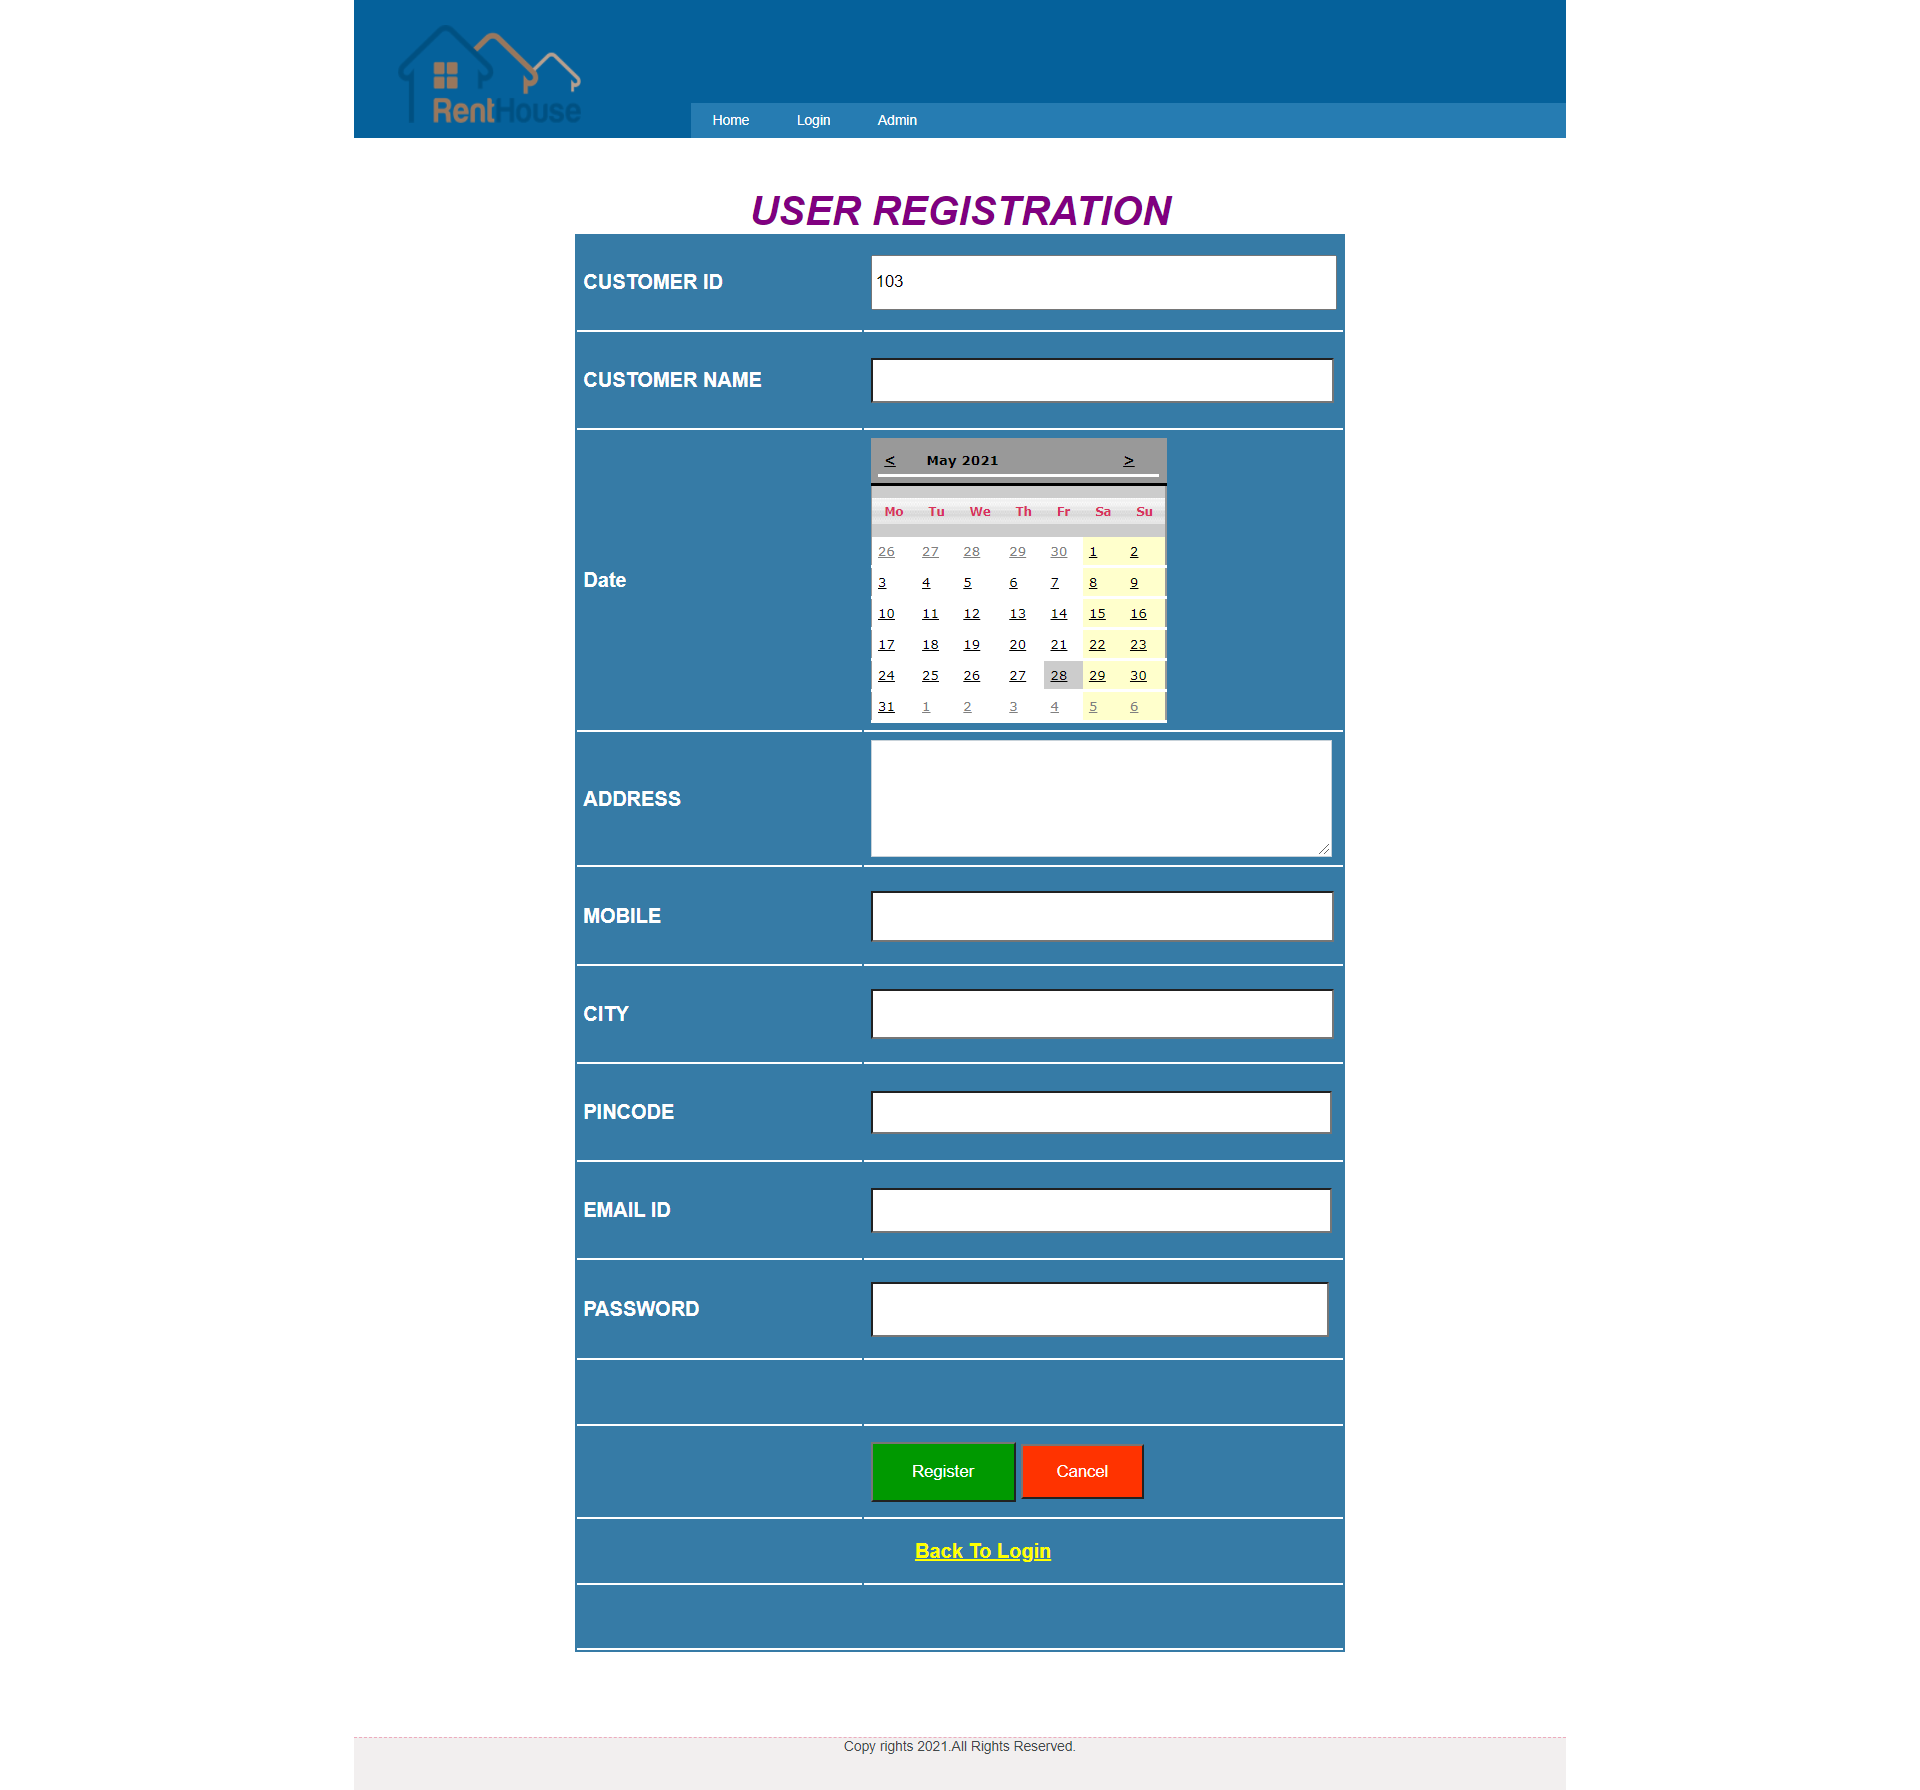 RentHouse
Home Login Admin
USER REGISTRATION
CUSTOMER ID 103
CUSTOMER NAME
Date
< May 2021 >
Mo Tu We Th Fr Sa Su
26 27 28 29 30 1 2
3 4 5 6 7 8 9
10 11 12 13 14 15 16
17 18 19 20 21 22 23
24 25 26 27 28 29 30
31 1 2 3 4 5 6
ADDRESS
MOBILE
CITY
PINCODE
EMAIL ID
PASSWORD
Register Cancel
Back To Login
Copy rights 2021.All Rights Reserved.